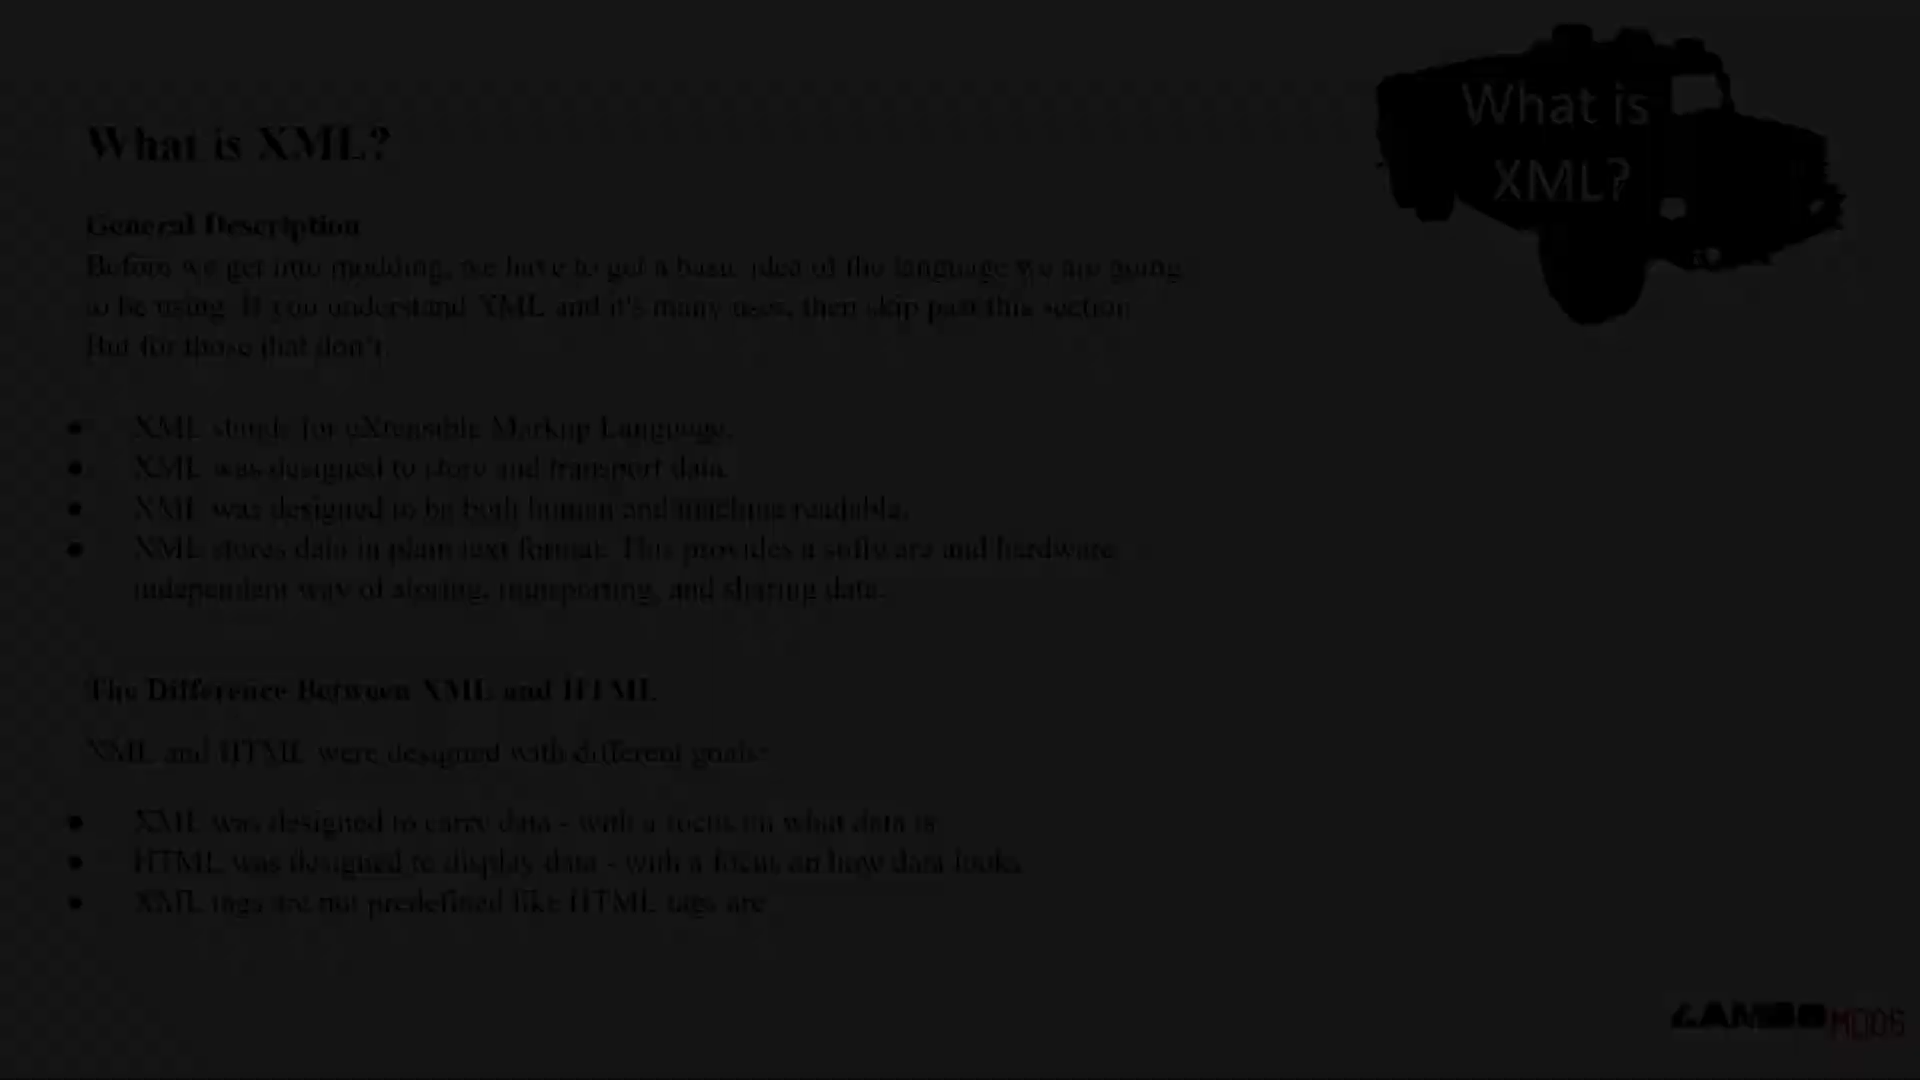 What is XML?
What is
XML?
General Description
Before we get into modding, we have to get a basic idea of the language we are going
to be using. If you understand XML and it's many uses, then skip past this section.
But for those that don't
XML stands for eXtensible Markup Language.
XML was designed to store and transport data.
XML was designed to be both human and machine readable.
XML stores data in plain text format. This provides a software and hardware
independent way of storing, transporting, and sharing data.
The Difference Between XML and HTML
XML and HTML were designed with different goals:
XML was designed to carry data - with a focus on what data is
HTML was designed to display data - with a focus on how data looks
XML tags are not predefined like HTML tags are
MODS